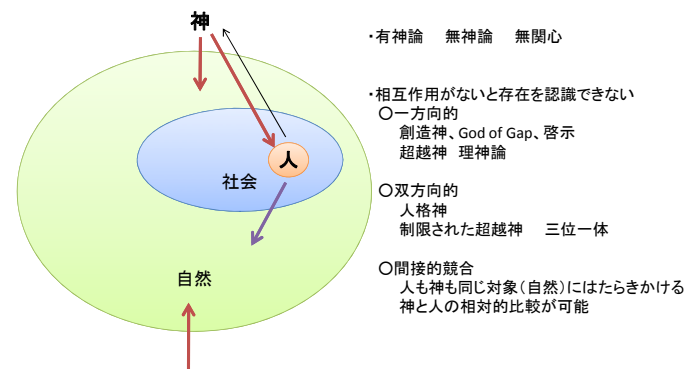 神
人
社会
自然
・有神論　無神論　無関心
・相互作用がないと存在を認識できない
○一方向的
創造神、God of Gap、啓示
超越神　理神論
○双方向的
人格神
制限された超越神　三位一体
○間接的競合
人も神も同じ対象（自然）にはたらきかける
神と人の相対的比較が可能